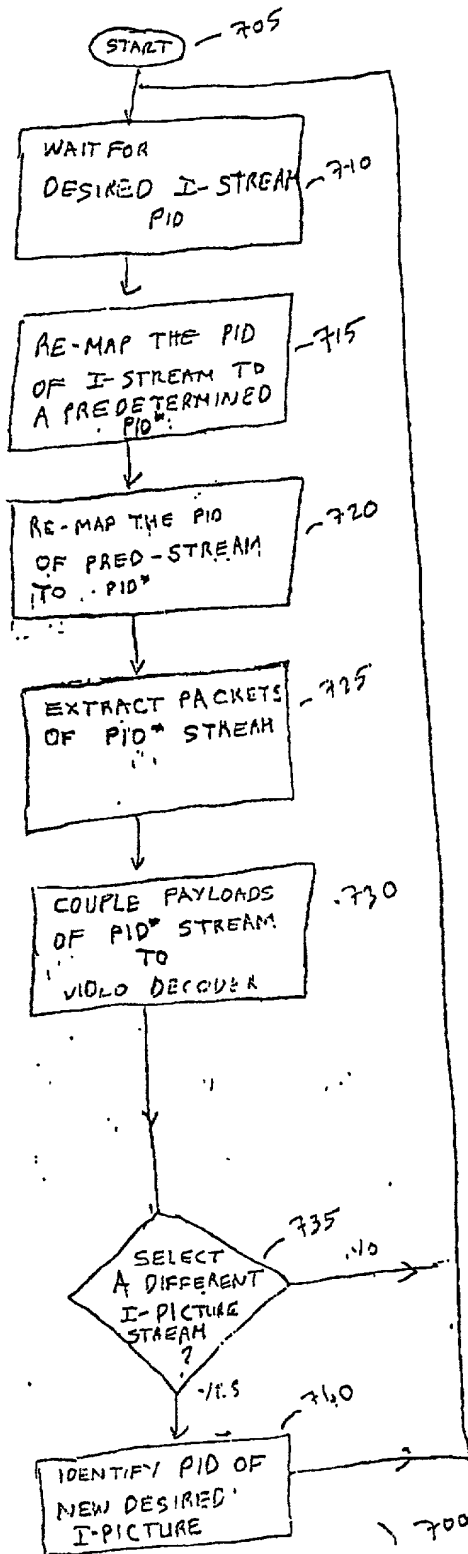 START
705
WAIT FOR
DESIRED I-STREAM
PID
710
RE-MAP THE PID
OF I-STREAM TO
A PREDETERMINED
PID*
715
RE-MAP THE PID
OF PRED-STREAM
TO PID*
720
EXTRACT PACKETS
OF PID* STREAM
725
COUPLE PAYLOADS
OF PID* STREAM
TO
VIDEO DECODER
730
SELECT
A DIFFERENT
I-PICTURE
STREAM
?
735
NO
YES
740
IDENTIFY PID OF
NEW DESIRED
I-PICTURE
700